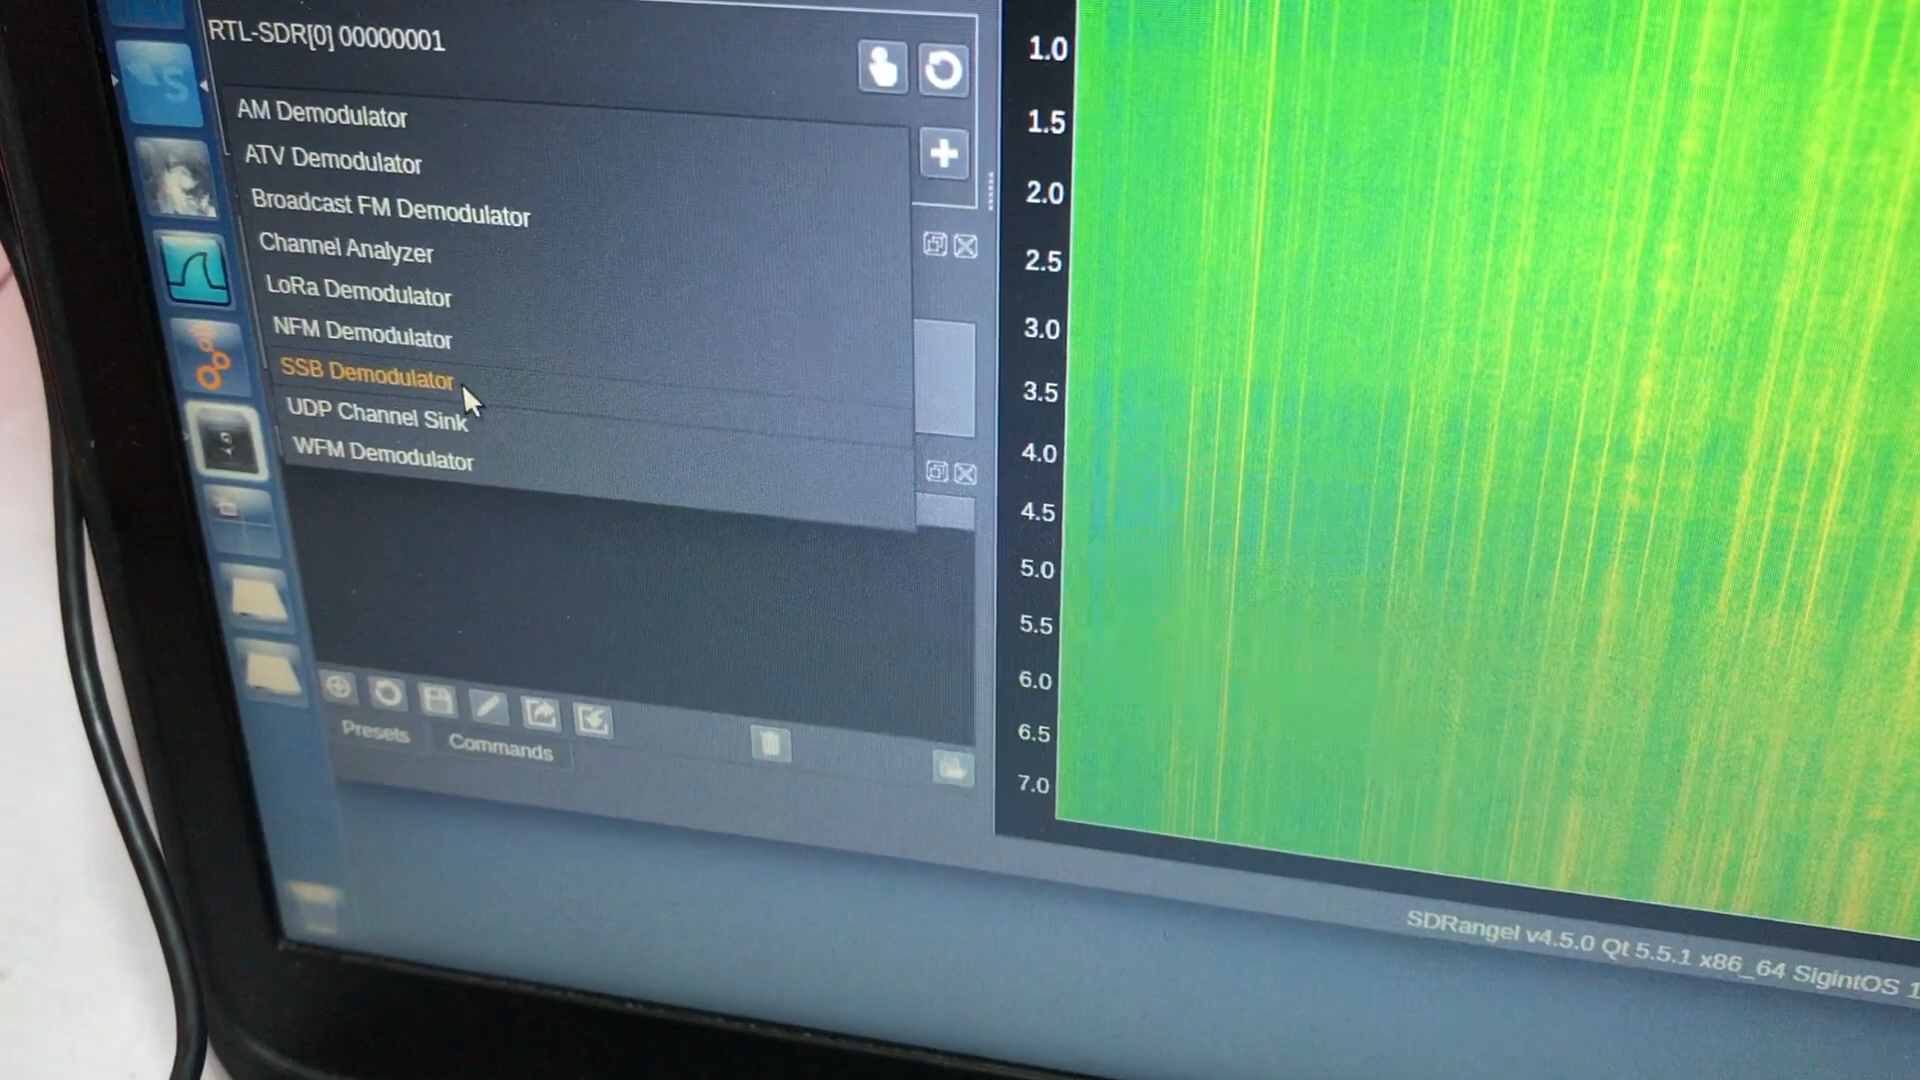 RTL-SDR[0] 00000001
AM Demodulator
ATV Demodulator
Broadcast FM Demodulator
Channel Analyzer
LoRa Demodulator
NFM Demodulator
SSB Demodulator
UDP Channel Sink
WFM Demodulator
Presets
Commands
1.0
1.5
2.0
2.5
3.0
3.5
4.0
4.5
5.0
5.5
6.0
6.5
7.0
SDRangel v4.5.0 Qt 5.5.1 x86_64 SigintOS 1